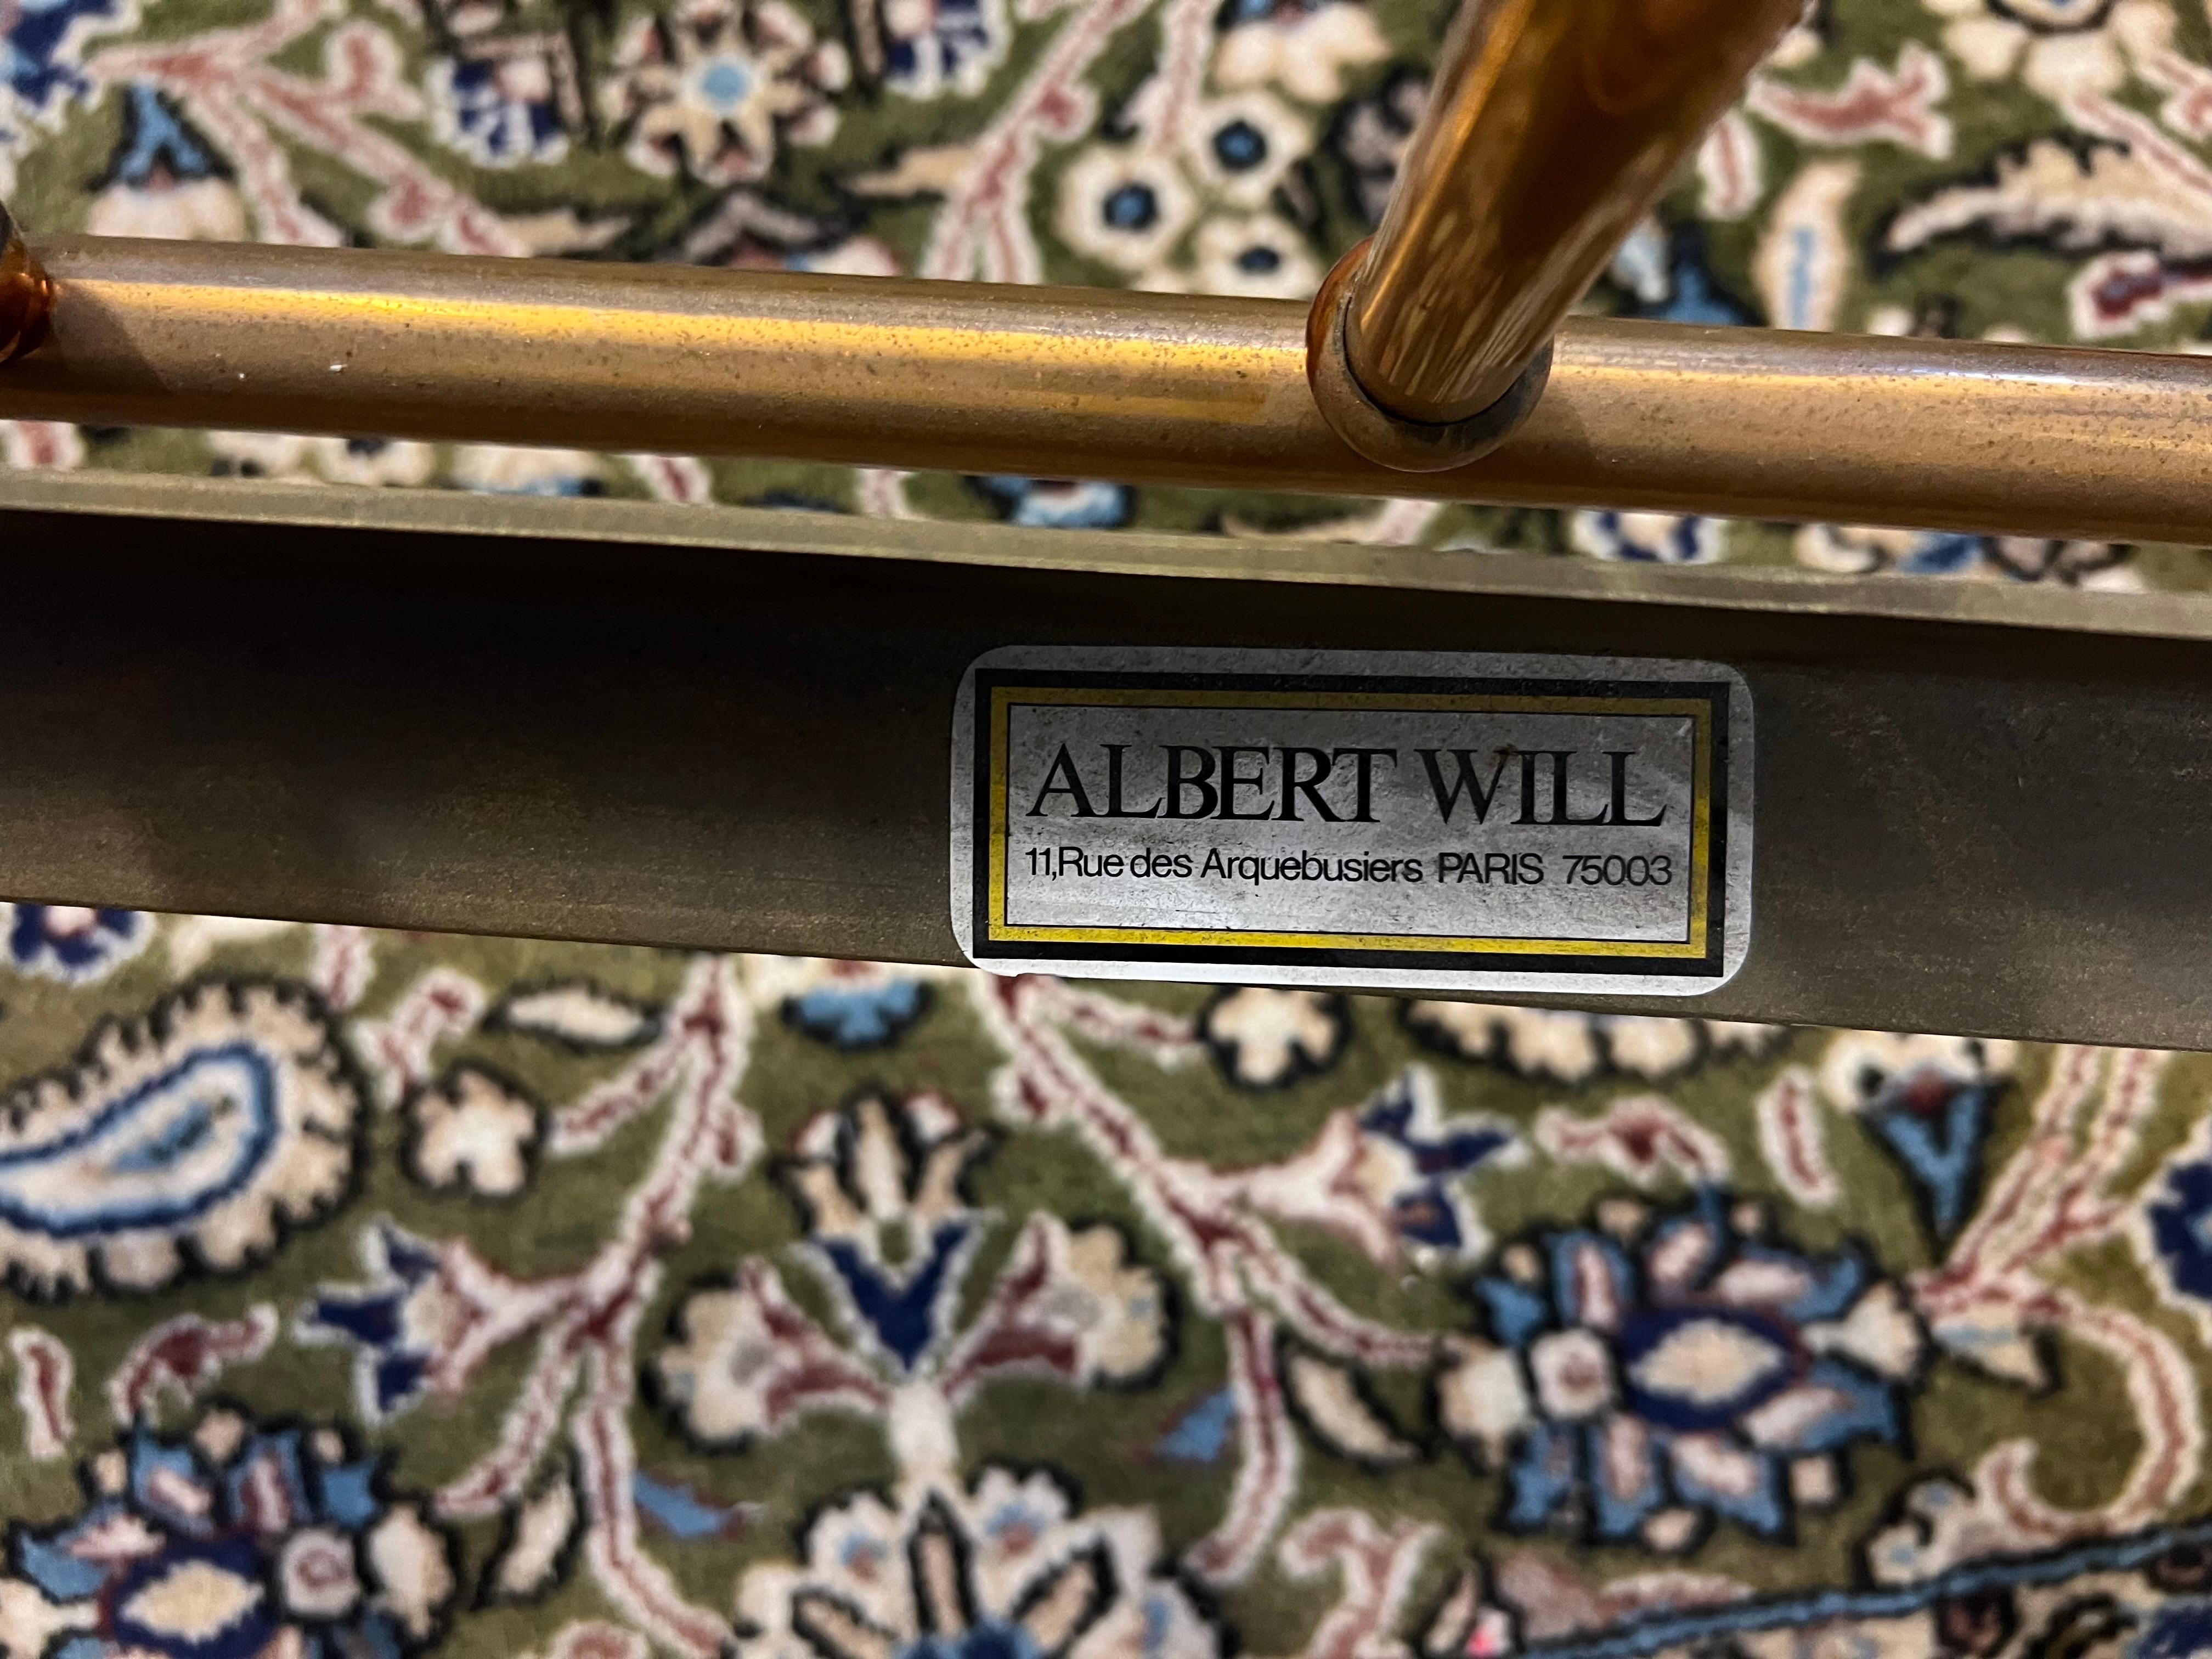 ALBERT WILL
11,Rue des Arquebusiers PARIS 75003